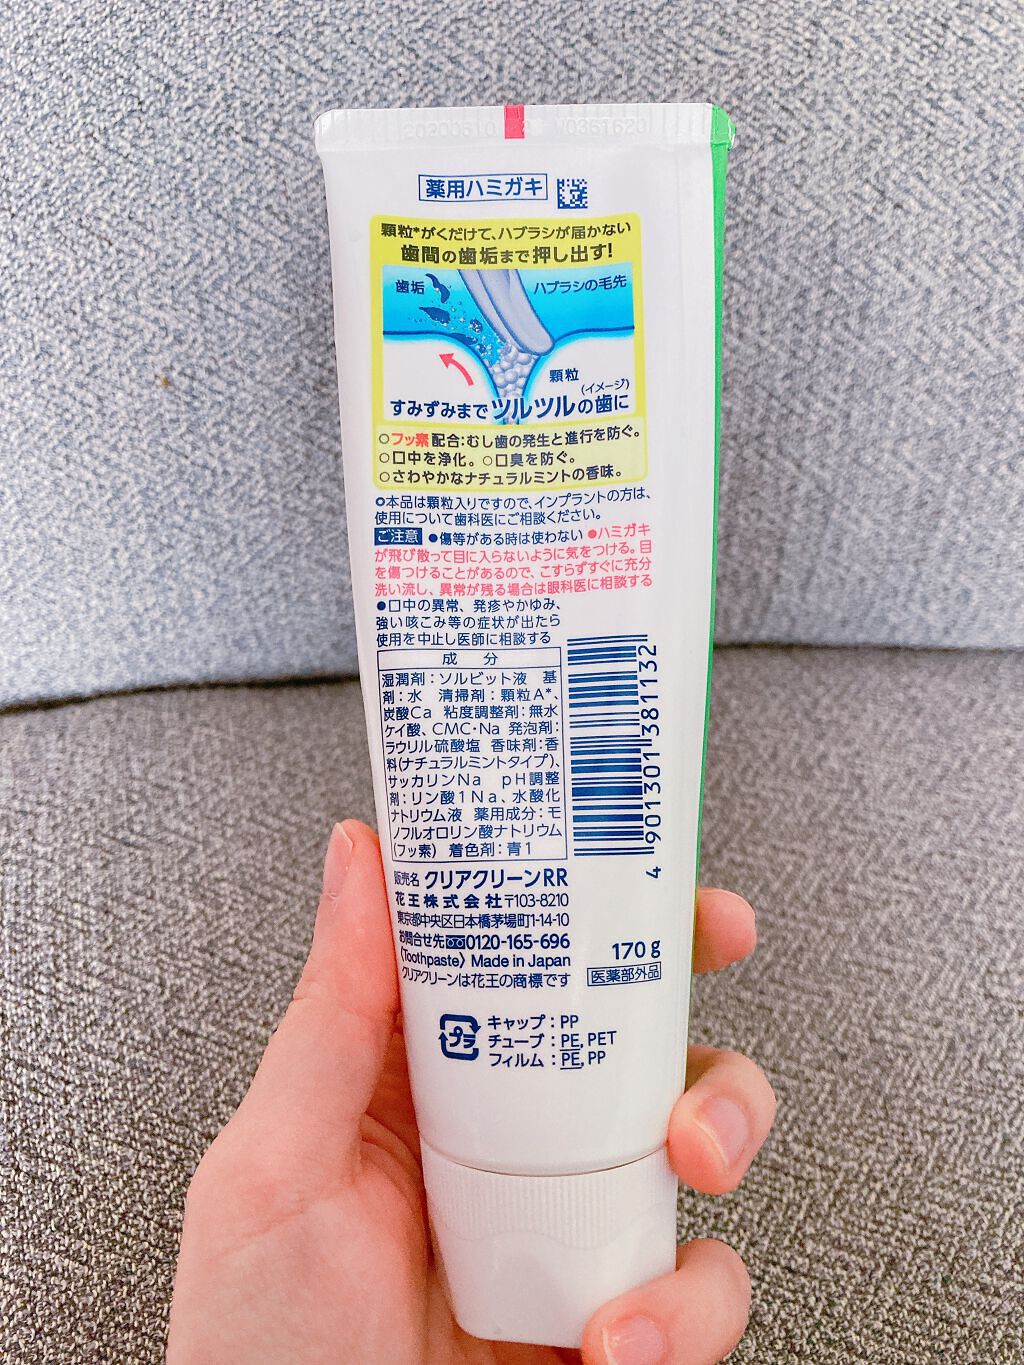 薬用ハミガキ
顆粒*がくだけて、ハブラシが届かない
歯間の歯垢まで押し出す!
歯垢
ハブラシの毛先
顆粒
(イメージ)
すみずみまでツルツルの歯に
○フッ素配合:むし歯の発生と進行を防ぐ。
○口中を浄化。○口臭を防ぐ。
○さわやかなナチュラルミントの香味。
○本品は顆粒入りですので、インプラントの方は、
使用について歯科医にご相談ください。
ご注意 ●傷等がある時は使わない ●ハミガキ
が飛び散って目に入らないように気をつける。目
を傷つけることがあるので、こすらずすぐに充分
洗い流し、異常が残る場合は眼科医に相談する
●口中の異常、発疹やかゆみ、
強い咳こみ等の症状が出たら
使用を中止し医師に相談する
成 分
湿潤剤:ソルビット液 基
剤:水 清掃剤:顆粒A*、
炭酸Ca 粘度調整剤:無水
ケイ酸、CMC・Na 発泡剤:
ラウリル硫酸塩 香味剤:香
料(ナチュラルミントタイプ)、
サッカリンNa pH調整
剤:リン酸1Na、水酸化
ナトリウム液 薬用成分:モ
ノフルオロリン酸ナトリウム
(フッ素) 着色剤:青1
4 901301 381132
販売名 クリアクリーンRR
花王株式会社〒103-8210
東京都中央区日本橋茅場町1-14-10
お問合せ先 0120-165-696
〈Toothpaste〉 Made in Japan
クリアクリーンは花王の商標です
170g
医薬部外品
プラ
キャップ:PP
チューブ:PE,PET
フィルム:PE,PP